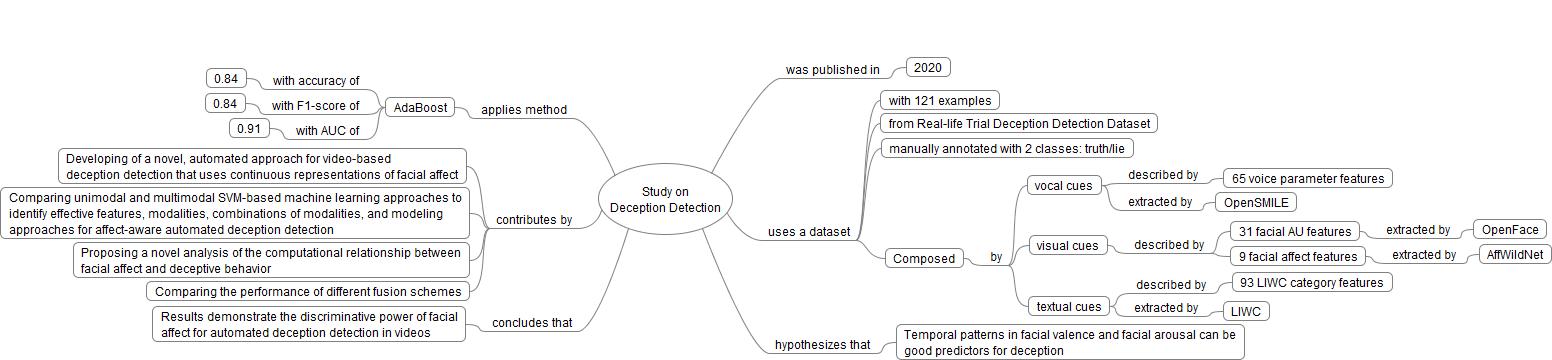 Study on
Deception Detection
was published in
2020
uses a dataset
with 121 examples
from Real-life Trial Deception Detection Dataset
manually annotated with 2 classes: truth/lie
Composed
by
vocal cues
described by
65 voice parameter features
extracted by
OpenSMILE
visual cues
described by
31 facial AU features
extracted by
OpenFace
9 facial affect features
extracted by
AffWildNet
textual cues
described by
93 LIWC category features
extracted by
LIWC
hypothesizes that
Temporal patterns in facial valence and facial arousal can be
good predictors for deception
applies method
AdaBoost
with accuracy of
0.84
with F1-score of
0.84
with AUC of
0.91
contributes by
Developing of a novel, automated approach for video-based
deception detection that uses continuous representations of facial affect
Comparing unimodal and multimodal SVM-based machine learning approaches to
identify effective features, modalities, combinations of modalities, and modeling
approaches for affect-aware automated deception detection
Proposing a novel analysis of the computational relationship between
facial affect and deceptive behavior
Comparing the performance of different fusion schemes
concludes that
Results demonstrate the discriminative power of facial
affect for automated deception detection in videos